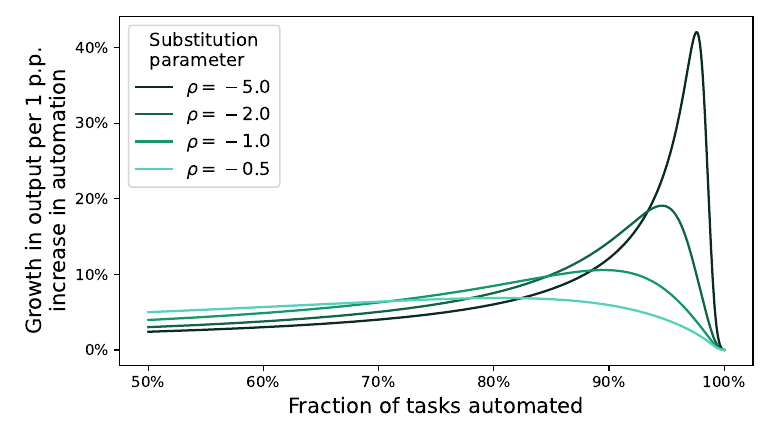 Growth in output per 1 p.p.
increase in automation
40%
30%
20%
10%
0%
Substitution
parameter
ρ = −5.0
ρ = −2.0
ρ = −1.0
ρ = −0.5
50%
60%
70%
80%
90%
100%
Fraction of tasks automated